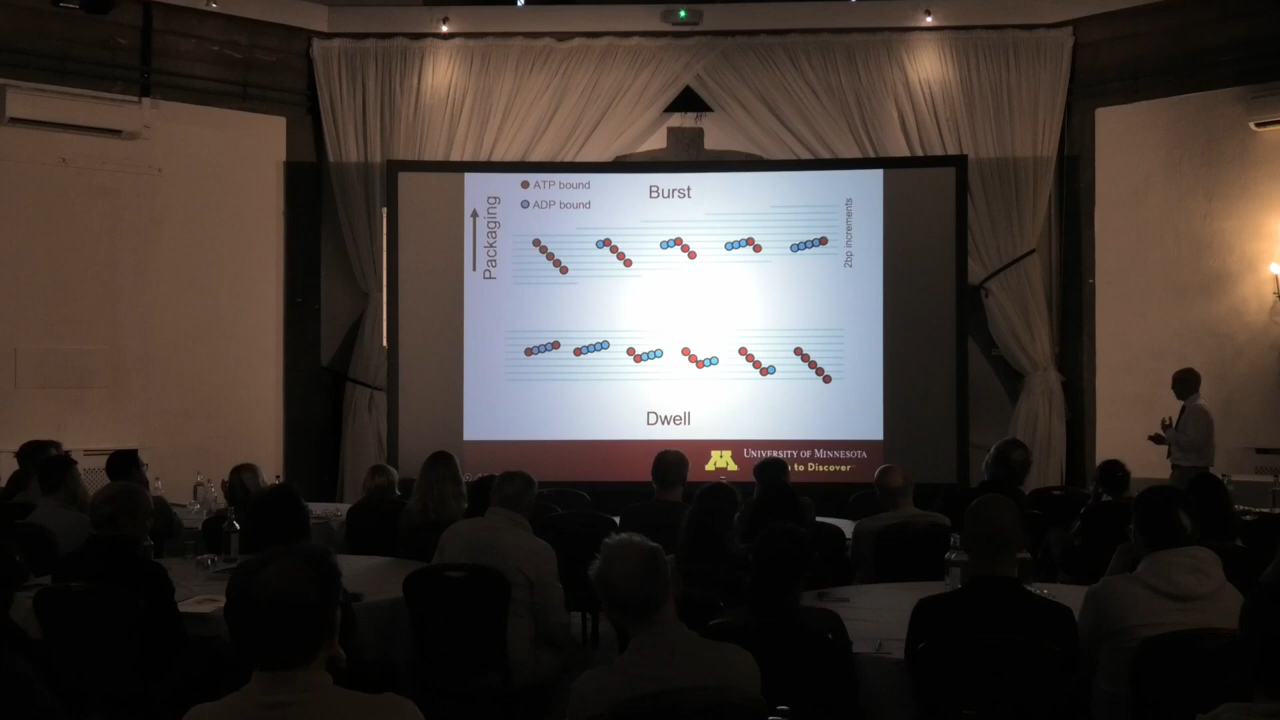 ATP bound
Burst
ADP bound
Packaging
2bp increments
Dwell
UNIVERSITY OF MINNESOTA
to Discover